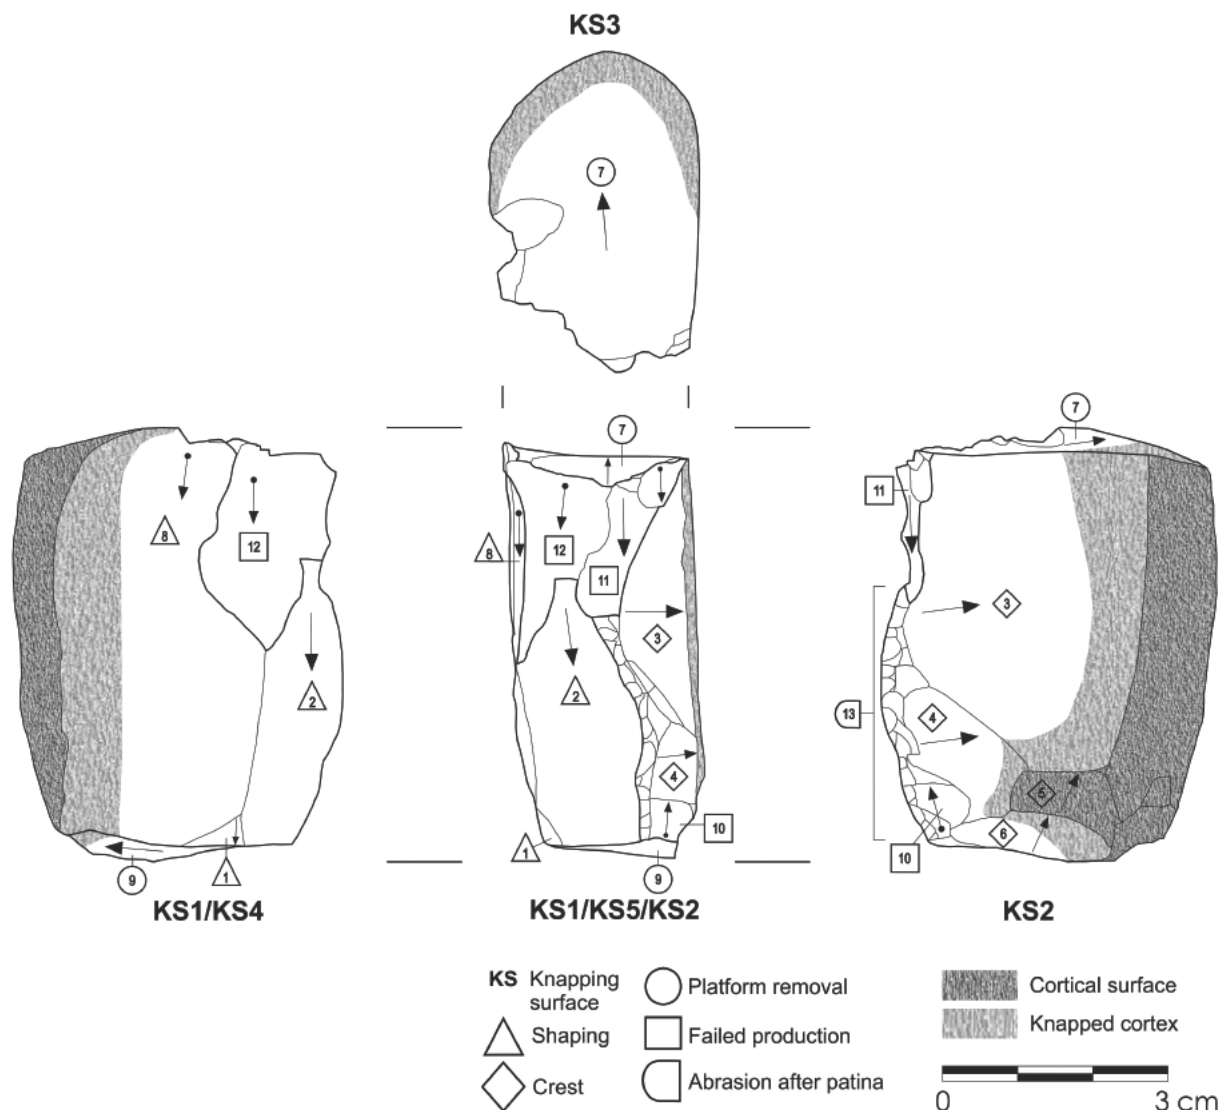 KS3
7
7
7
8
12
11
11
8
12
3
3
2
2
13
4
4
5
10
6
10
1
9
1
9
KS1/KS4
KS1/KS5/KS2
KS2
KS Knapping surface
Shaping
Crest
Platform removal
Failed production
Abrasion after patina
Cortical surface
Knapped cortex
0 3 cm